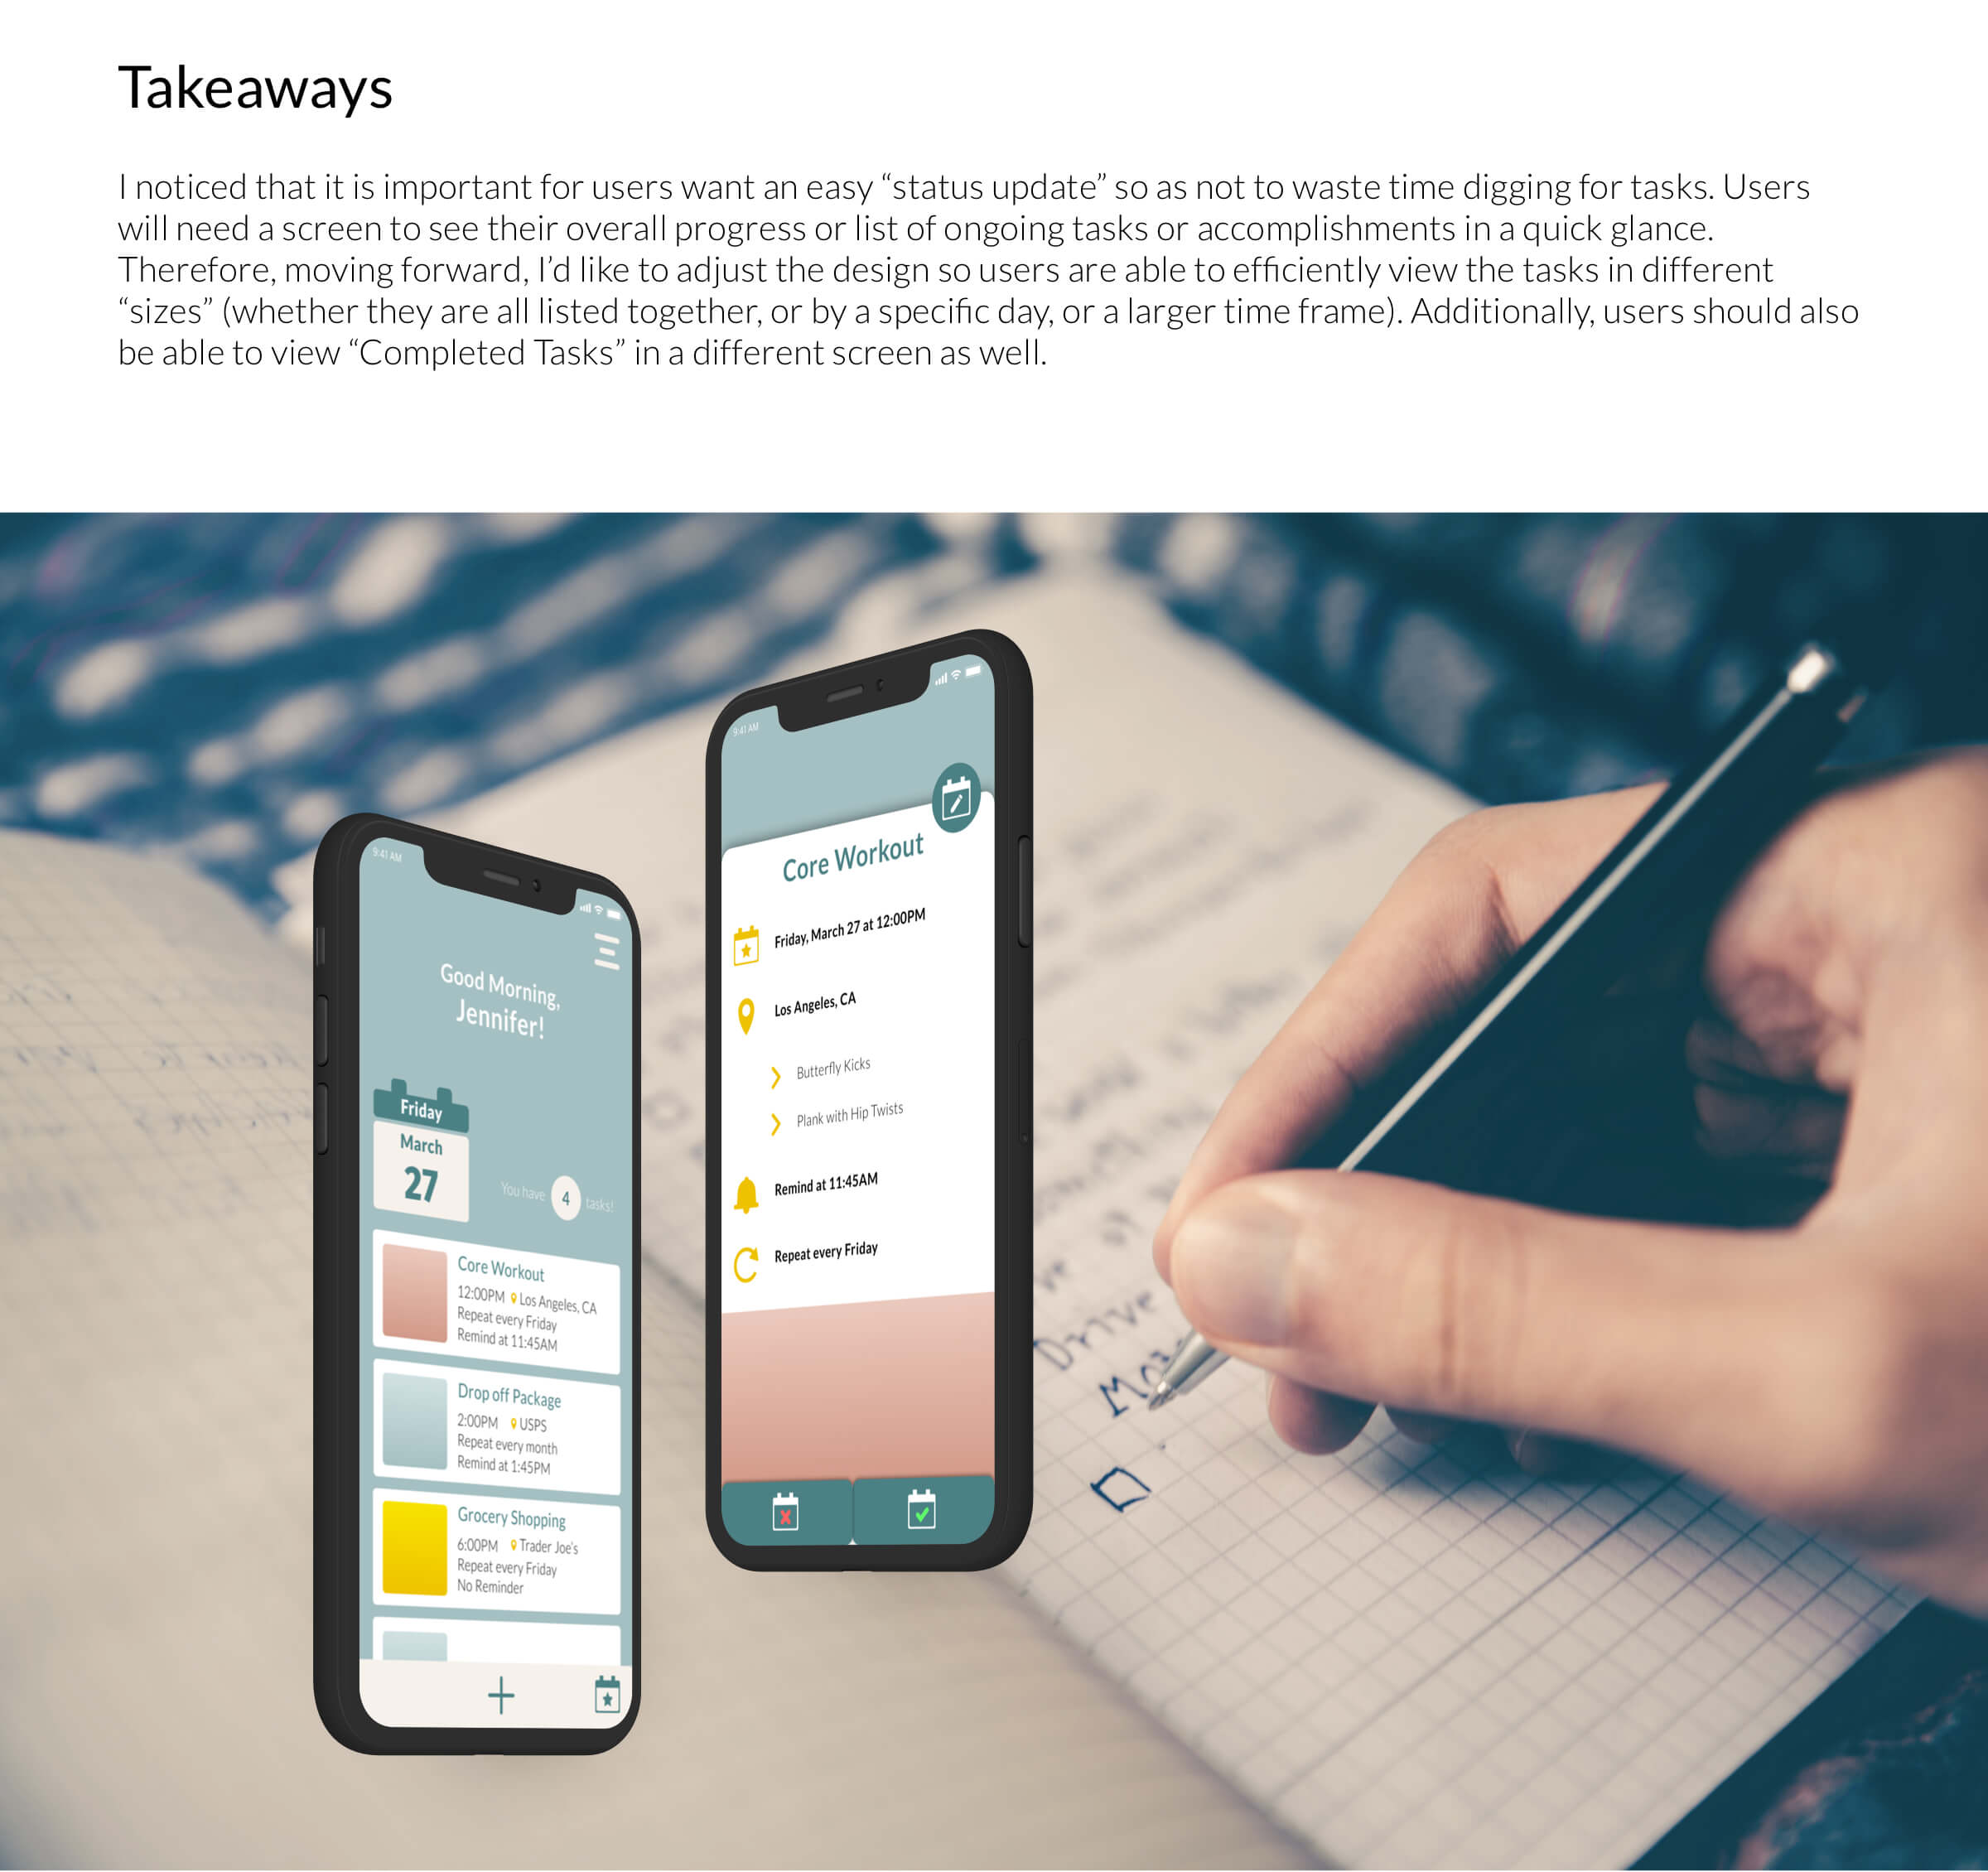 Takeaways
I noticed that it is important for users want an easy “status update” so as not to waste time digging for tasks. Users
will need a screen to see their overall progress or list of ongoing tasks or accomplishments in a quick glance.
Therefore, moving forward, I’d like to adjust the design so users are able to efficiently view the tasks in different
“sizes” (whether they are all listed together, or by a specific day, or a larger time frame). Additionally, users should also
be able to view “Completed Tasks” in a different screen as well.
9:41 AM
Good Morning,
Jennifer!
Friday
March
27
You have 4 tasks!
Core Workout
12:00PM Los Angeles, CA
Repeat every Friday
Remind at 11:45AM
Drop off Package
2:00PM USPS
Repeat every month
Remind at 1:45PM
Grocery Shopping
6:00PM Trader Joe's
Repeat every Friday
No Reminder
9:41 AM
Core Workout
Friday, March 27 at 12:00PM
Los Angeles, CA
Butterfly Kicks
Plank with Hip Twists
Remind at 11:45AM
Repeat every Friday
Drive